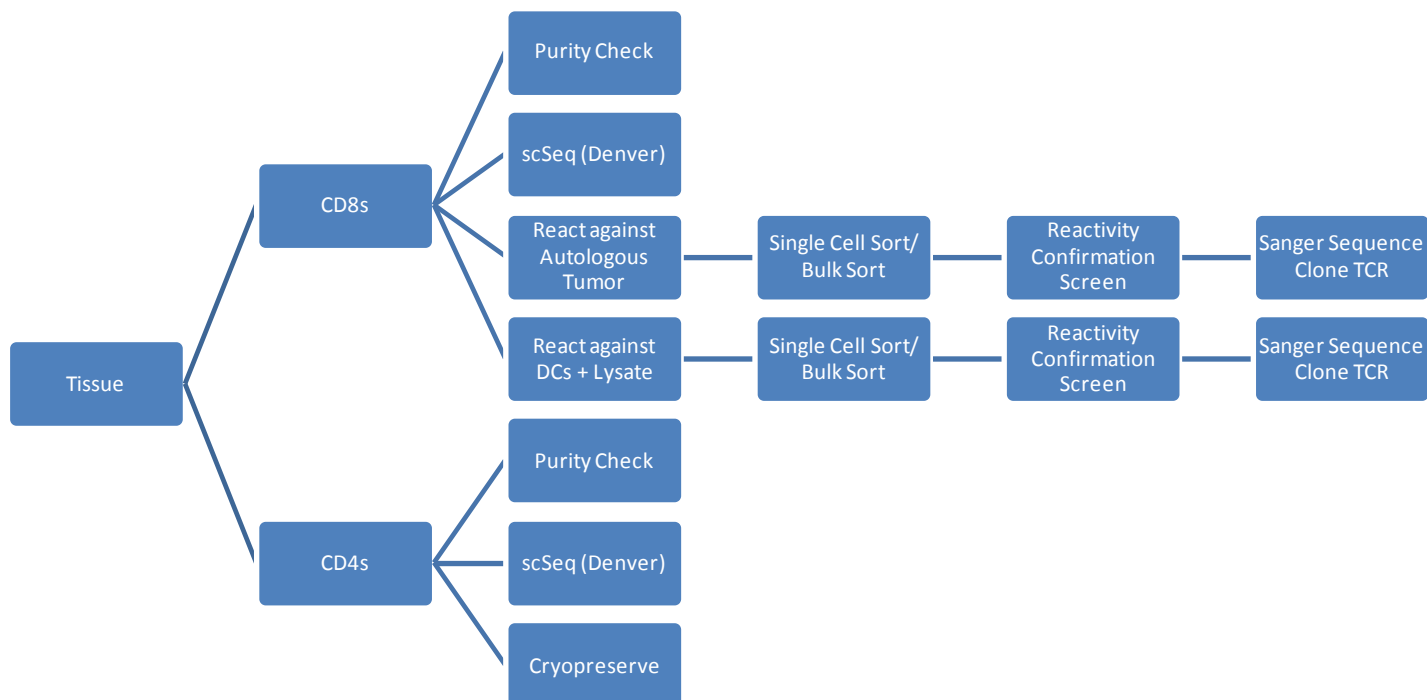 Purity Check
scSeq (Denver)
CD8s
React against
Autologous
Tumor
Single Cell Sort/
Bulk Sort
Reactivity
Confirmation
Screen
Sanger Sequence
Clone TCR
React against
DCs + Lysate
Single Cell Sort/
Bulk Sort
Reactivity
Confirmation
Screen
Sanger Sequence
Clone TCR
Tissue
Purity Check
CD4s
scSeq (Denver)
Cryopreserve